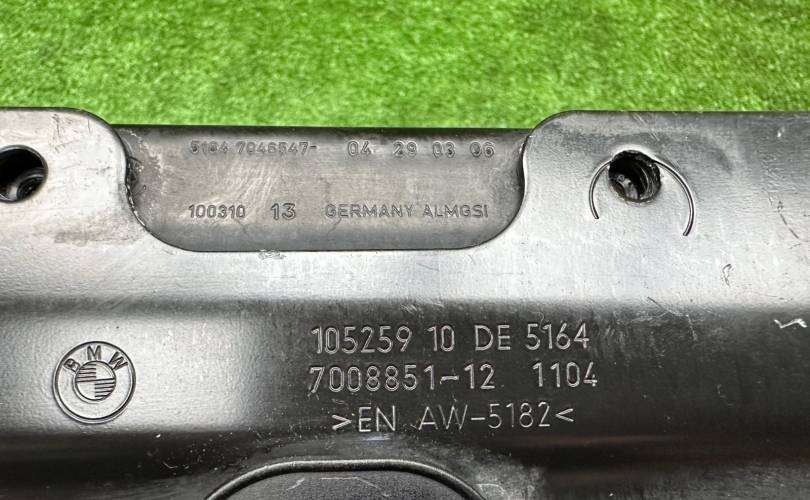 5164 7046547- 04 29 03 06
100310 13 GERMANY ALMGSI
105259 10 DE 5164
BMW 7008851-12 1104
>EN AW-5182<